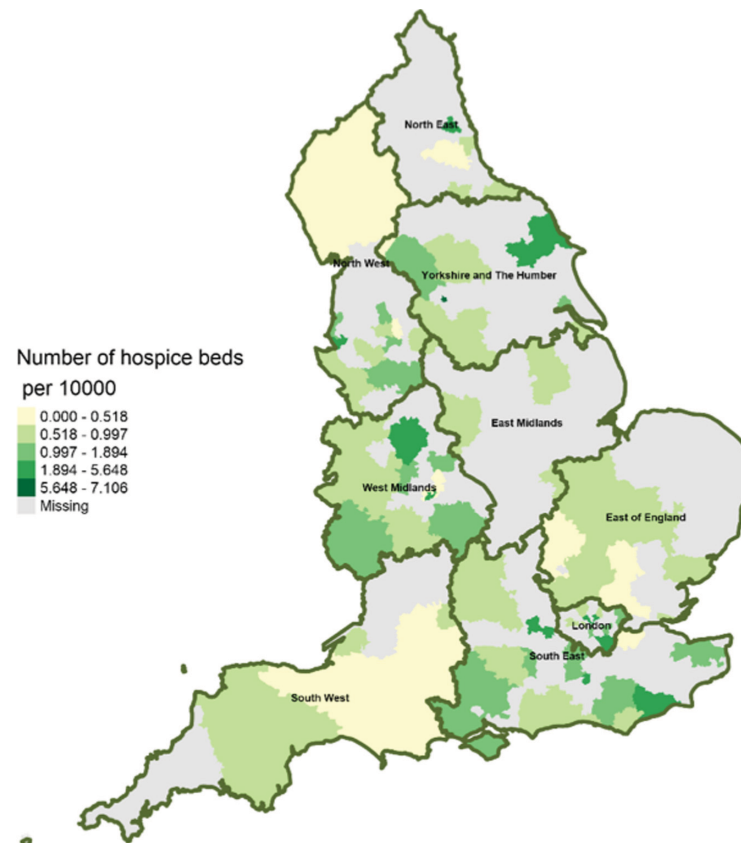 North East
North West
Yorkshire and The Humber
Number of hospice beds
per 10000
0.000 - 0.518
0.518 - 0.997
0.997 - 1.894
1.894 - 5.648
5.648 - 7.106
Missing
East Midlands
West Midlands
East of England
London
South East
South West